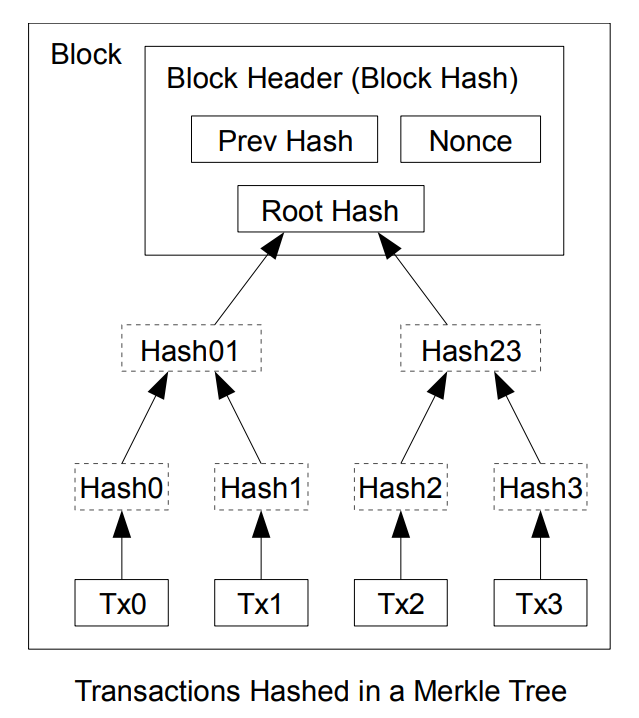 Block
Block Header (Block Hash)
Prev Hash
Nonce
Root Hash
Hash01
Hash23
Hash0
Hash1
Hash2
Hash3
Tx0
Tx1
Tx2
Tx3
Transactions Hashed in a Merkle Tree